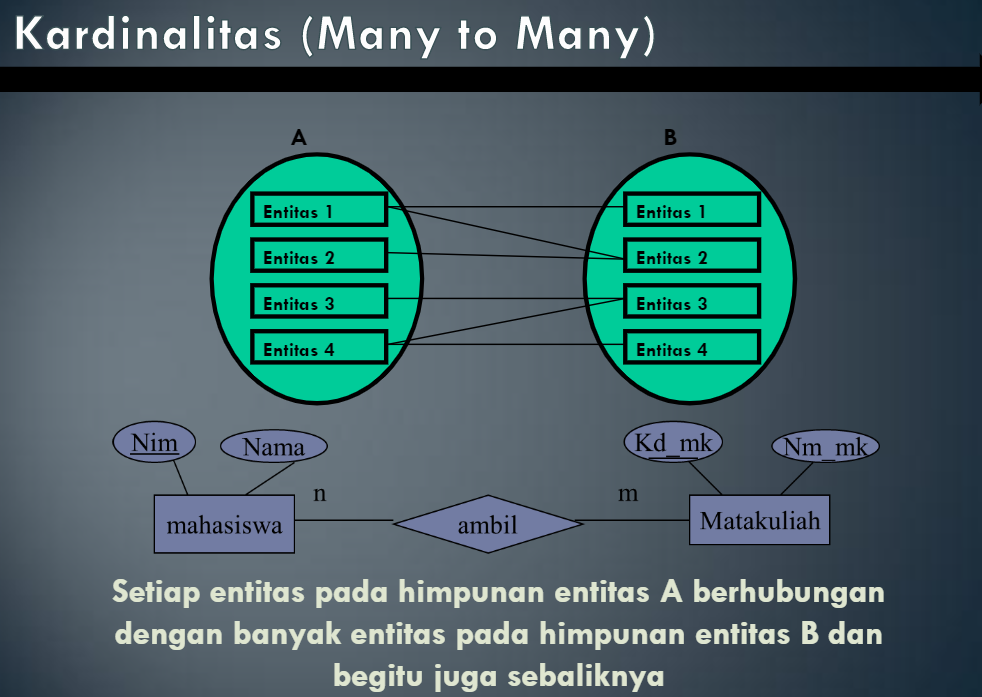 Kardinalitas (Many to Many)
A B
Entitas 1 Entitas 1
Entitas 2 Entitas 2
Entitas 3 Entitas 3
Entitas 4 Entitas 4
Nim Nama Kd_mk Nm_mk
n m
mahasiswa ambil Matakuliah
Setiap entitas pada himpunan entitas A berhubungan
dengan banyak entitas pada himpunan entitas B dan
begitu juga sebaliknya